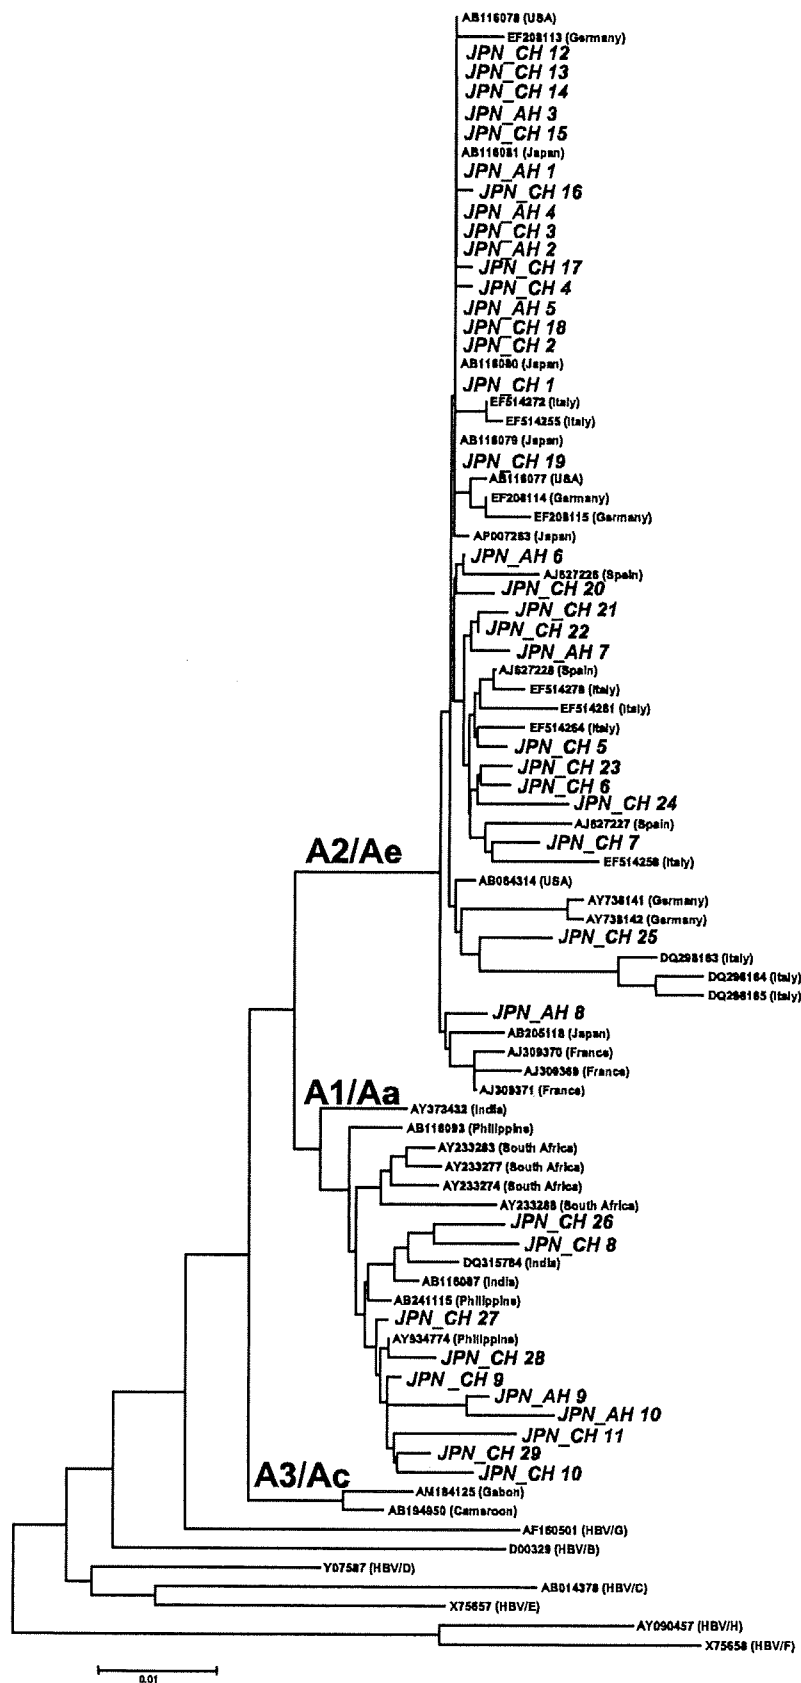 AB116078 (USA)
EF208113 (Germany)
JPN_CH 12
JPN_CH 13
JPN_CH 14
JPN_AH 3
JPN_CH 15
AB116081 (Japan)
JPN_AH 1
JPN_CH 16
JPN_AH 4
JPN_CH 3
JPN_AH 2
JPN_CH 17
JPN_CH 4
JPN_AH 5
JPN_CH 18
JPN_CH 2
AB116080 (Japan)
JPN_CH 1
EF514272 (Italy)
EF514255 (Italy)
AB116079 (Japan)
JPN_CH 19
AB116077 (USA)
EF208114 (Germany)
EF208115 (Germany)
AP007263 (Japan)
JPN_AH 6
AJ627226 (Spain)
JPN_CH 20
JPN_CH 21
JPN_CH 22
JPN_AH 7
AJ627228 (Spain)
EF514278 (Italy)
EF514281 (Italy)
EF514264 (Italy)
JPN_CH 5
JPN_CH 23
JPN_CH 6
JPN_CH 24
AJ627227 (Spain)
JPN_CH 7
EF514258 (Italy)
A2/Ae
AB064314 (USA)
AY738141 (Germany)
AY738142 (Germany)
JPN_CH 25
DQ298163 (Italy)
DQ298164 (Italy)
DQ298165 (Italy)
JPN_AH 8
AB205118 (Japan)
AJ309370 (France)
AJ309369 (France)
AJ309371 (France)
A1/Aa
AY373432 (India)
AB116093 (Philippine)
AY233283 (South Africa)
AY233277 (South Africa)
AY233274 (South Africa)
AY233288 (South Africa)
JPN_CH 26
JPN_CH 8
DQ315784 (India)
AB116087 (India)
AB241115 (Philippine)
JPN_CH 27
AY934774 (Philippine)
JPN_CH 28
JPN_CH 9
JPN_AH 9
JPN_AH 10
JPN_CH 11
JPN_CH 29
JPN_CH 10
A3/Ac
AM184125 (Gabon)
AB194950 (Cameroon)
AF160501 (HBV/G)
D00329 (HBV/B)
Y07587 (HBV/D)
AB014378 (HBV/C)
X75657 (HBV/E)
AY090457 (HBV/H)
X75658 (HBV/F)
0.01